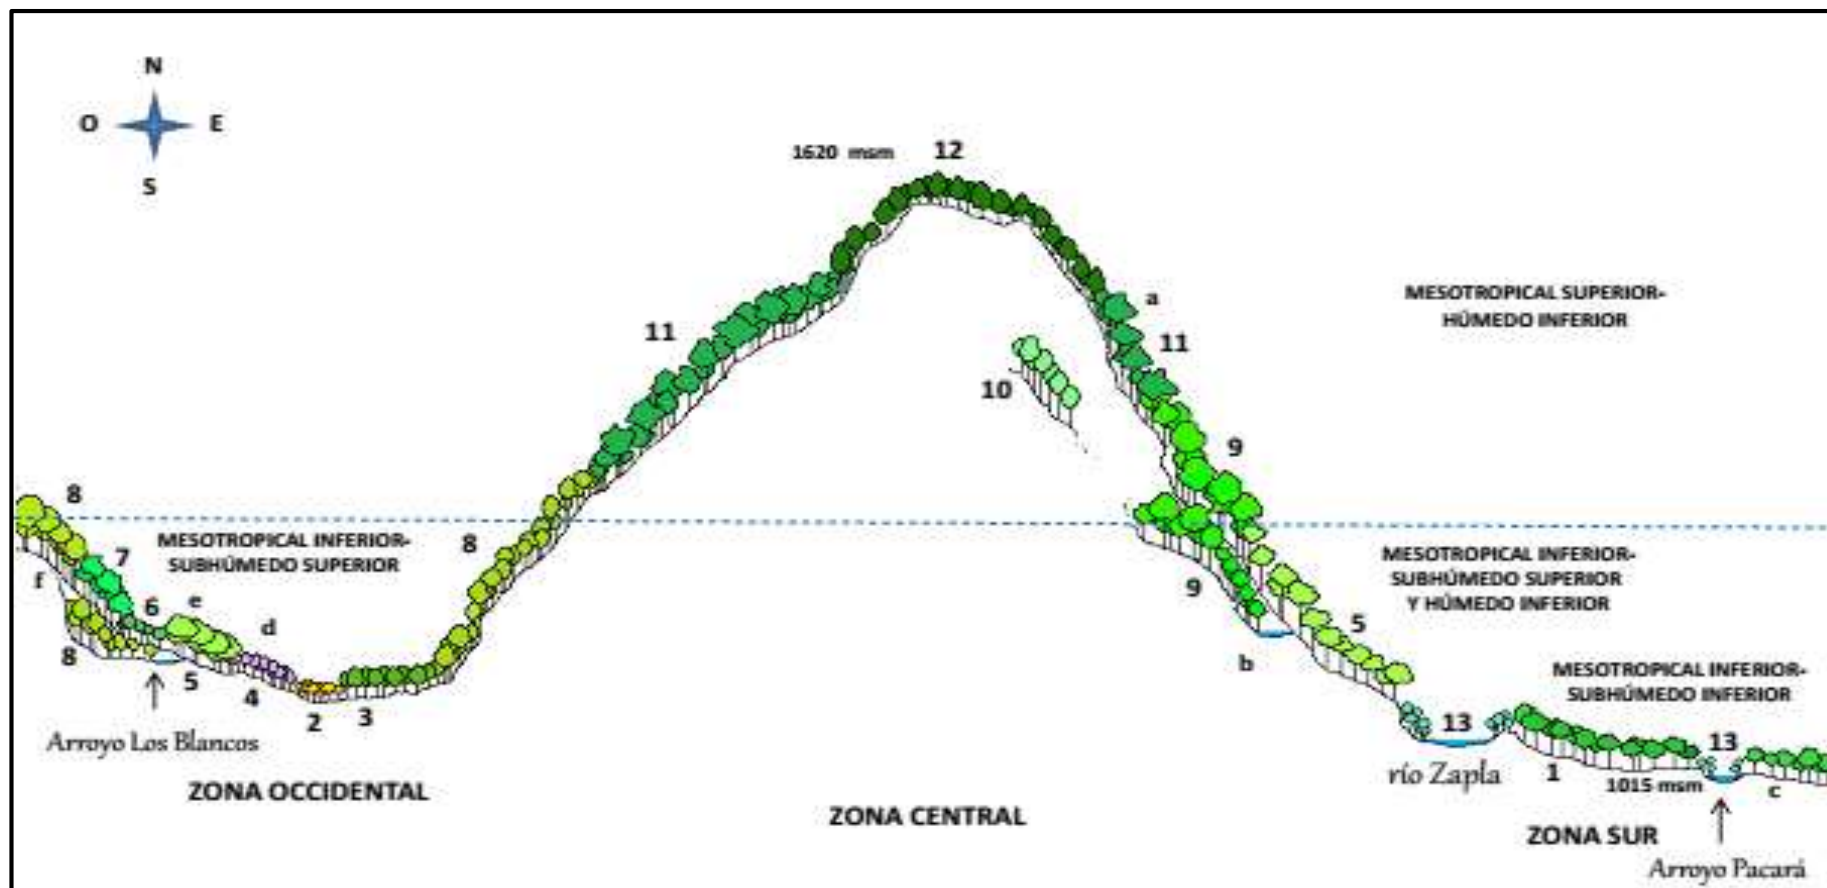 N
O E
S
1620 msm 12
a
11
11
10
9
MESOTROPICAL SUPERIOR-
HÚMEDO INFERIOR
8
7
f
6
e
d
8
5
4
2
3
8
MESOTROPICAL INFERIOR-
SUBHÚMEDO SUPERIOR
9
b
5
MESOTROPICAL INFERIOR-
SUBHÚMEDO SUPERIOR
Y HÚMEDO INFERIOR
MESOTROPICAL INFERIOR-
SUBHÚMEDO INFERIOR
13
1
13
c
1015 msm
Arroyo Los Blancos
río Zapla
Arroyo Pacará
ZONA OCCIDENTAL
ZONA CENTRAL
ZONA SUR